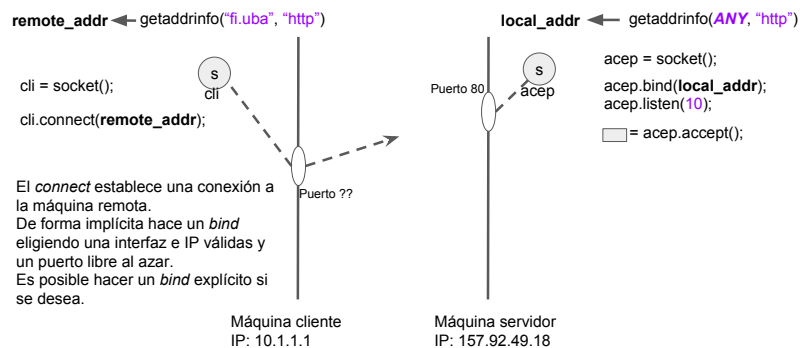 remote_addr getaddrinfo("fi.uba", "http")
local_addr getaddrinfo(ANY, "http")
s
cli
cli = socket();
cli.connect(remote_addr);
Puerto ??
El connect establece una conexión a
la máquina remota.
De forma implícita hace un bind
eligiendo una interfaz e IP válidas y
un puerto libre al azar.
Es posible hacer un bind explícito si
se desea.
Máquina cliente
IP: 10.1.1.1
Puerto 80
s
acep
acep = socket();
acep.bind(local_addr);
acep.listen(10);
= acep.accept();
Máquina servidor
IP: 157.92.49.18